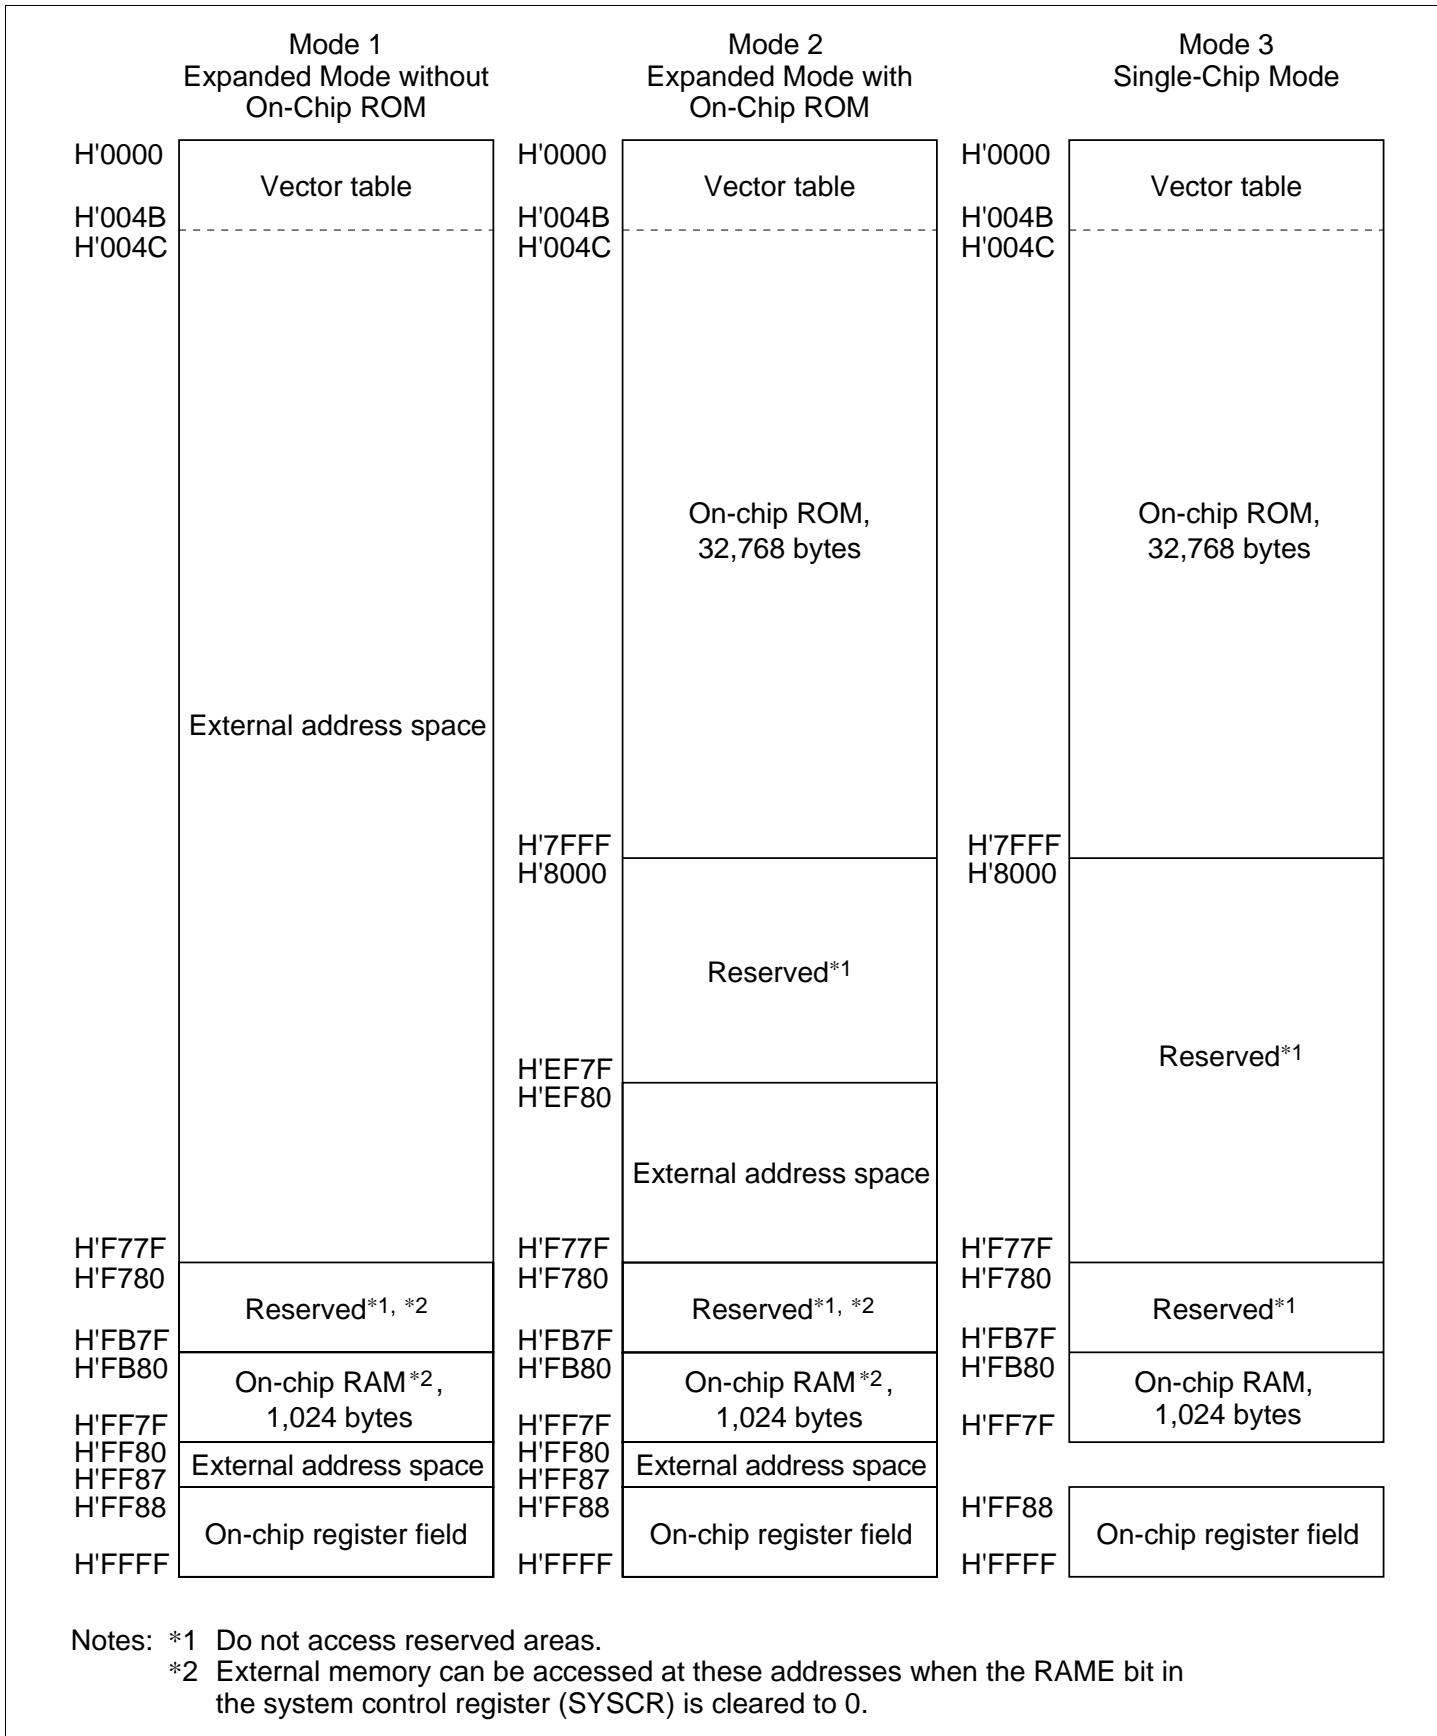 Mode 1
Expanded Mode without
On-Chip ROM
H'0000
Vector table
H'004B
H'004C
External address space
H'F77F
H'F780
Reserved*1, *2
H'FB7F
H'FB80
On-chip RAM*2,
1,024 bytes
H'FF7F
H'FF80
External address space
H'FF87
H'FF88
On-chip register field
H'FFFF
Mode 2
Expanded Mode with
On-Chip ROM
H'0000
Vector table
H'004B
H'004C
On-chip ROM,
32,768 bytes
H'7FFF
H'8000
Reserved*1
H'EF7F
H'EF80
External address space
H'F77F
H'F780
Reserved*1, *2
H'FB7F
H'FB80
On-chip RAM*2,
1,024 bytes
H'FF7F
H'FF80
External address space
H'FF87
H'FF88
On-chip register field
H'FFFF
Mode 3
Single-Chip Mode
H'0000
Vector table
H'004B
H'004C
On-chip ROM,
32,768 bytes
H'7FFF
H'8000
Reserved*1
H'F77F
H'F780
Reserved*1
H'FB7F
H'FB80
On-chip RAM,
1,024 bytes
H'FF7F
H'FF88
On-chip register field
H'FFFF
Notes: *1 Do not access reserved areas.
*2 External memory can be accessed at these addresses when the RAME bit in
the system control register (SYSCR) is cleared to 0.